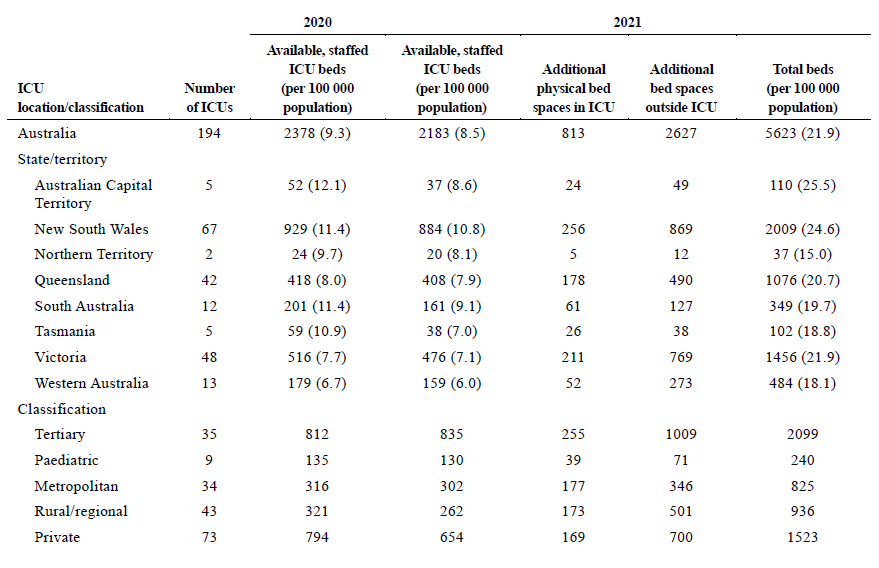 2020 2021
Available, staffed Available, staffed
ICU beds ICU beds Additional Additional Total beds
ICU Number (per 100 000 (per 100 000 physical bed bed spaces (per 100 000
location/classification of ICUs population) population) spaces in ICU outside ICU population)
Australia 194 2378 (9.3) 2183 (8.5) 813 2627 5623 (21.9)
State/territory
Australian Capital 5 52 (12.1) 37 (8.6) 24 49 110 (25.5)
Territory
New South Wales 67 929 (11.4) 884 (10.8) 256 869 2009 (24.6)
Northern Territory 2 24 (9.7) 20 (8.1) 5 12 37 (15.0)
Queensland 42 418 (8.0) 408 (7.9) 178 490 1076 (20.7)
South Australia 12 201 (11.4) 161 (9.1) 61 127 349 (19.7)
Tasmania 5 59 (10.9) 38 (7.0) 26 38 102 (18.8)
Victoria 48 516 (7.7) 476 (7.1) 211 769 1456 (21.9)
Western Australia 13 179 (6.7) 159 (6.0) 52 273 484 (18.1)
Classification
Tertiary 35 812 835 255 1009 2099
Paediatric 9 135 130 39 71 240
Metropolitan 34 316 302 177 346 825
Rural/regional 43 321 262 173 501 936
Private 73 794 654 169 700 1523